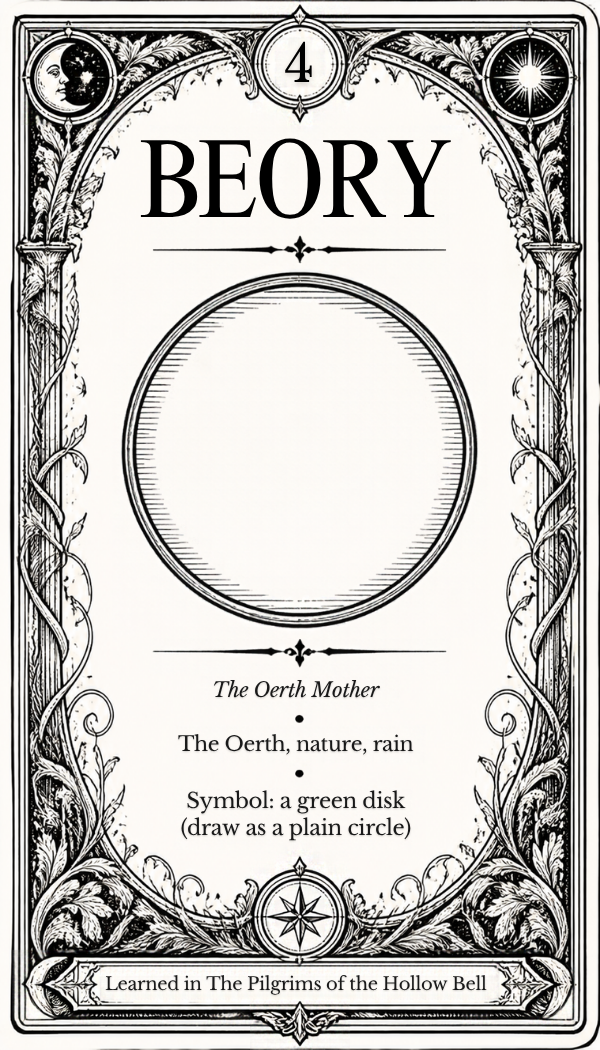 4
BEORY
The Oerth Mother
The Oerth, nature, rain
Symbol: a green disk
(draw as a plain circle)
Learned in The Pilgrims of the Hollow Bell